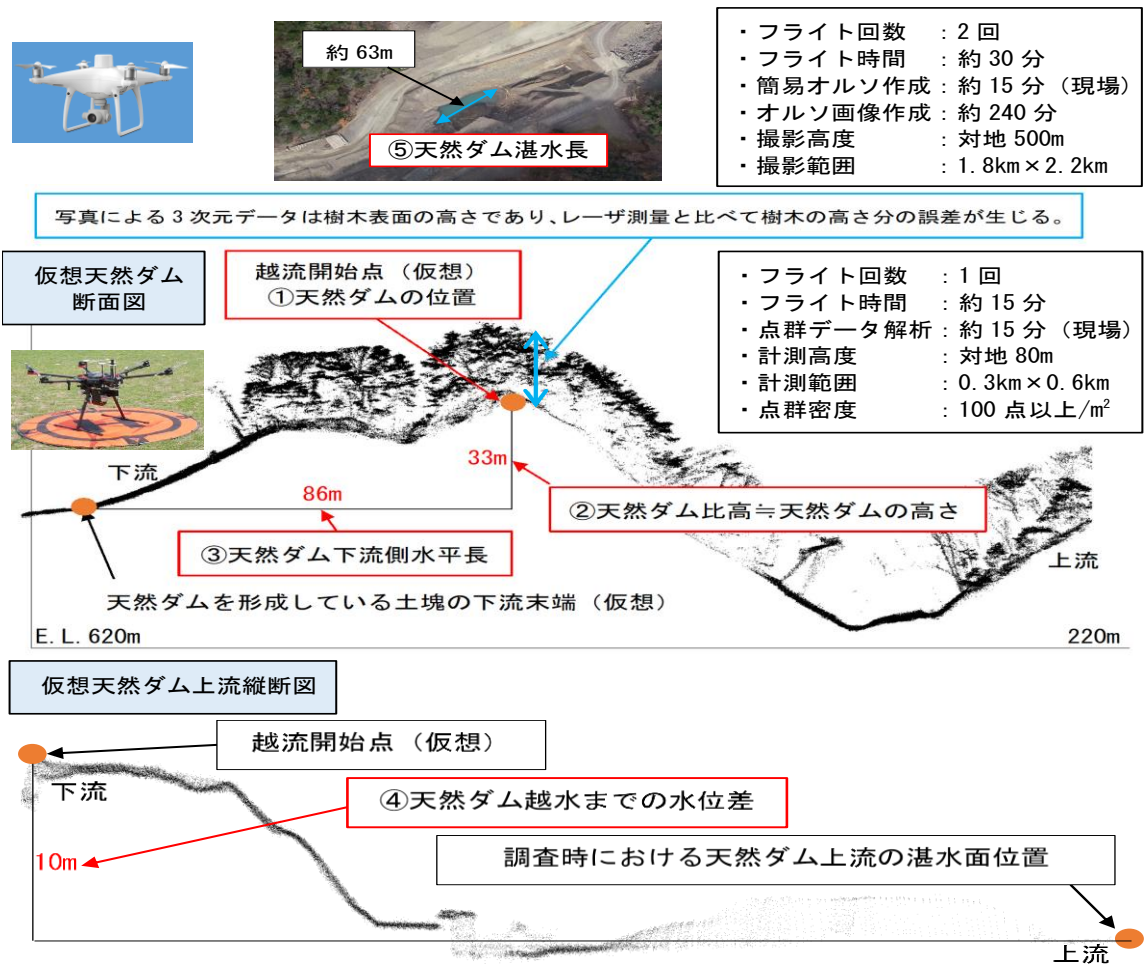 約 63m
⑤天然ダム湛水長
・フライト回数 ：2 回
・フライト時間 ：約 30 分
・簡易オルソ作成：約 15 分（現場）
・オルソ画像作成：約 240 分
・撮影高度 ：対地 500m
・撮影範囲 ：1.8km×2.2km
写真による 3 次元データは樹木表面の高さであり、レーザ測量と比べて樹木の高さ分の誤差が生じる。
仮想天然ダム
断面図
越流開始点（仮想）
①天然ダムの位置
・フライト回数 ：1 回
・フライト時間 ：約 15 分
・点群データ解析：約 15 分（現場）
・計測高度 ：対地 80m
・計測範囲 ：0.3km×0.6km
・点群密度 ：100 点以上/m²
下流
33m
86m
②天然ダム比高≒天然ダムの高さ
③天然ダム下流側水平長
上流
天然ダムを形成している土塊の下流末端（仮想）
E.L. 620m
220m
仮想天然ダム上流縦断図
越流開始点（仮想）
下流
④天然ダム越水までの水位差
10m
調査時における天然ダム上流の湛水面位置
上流